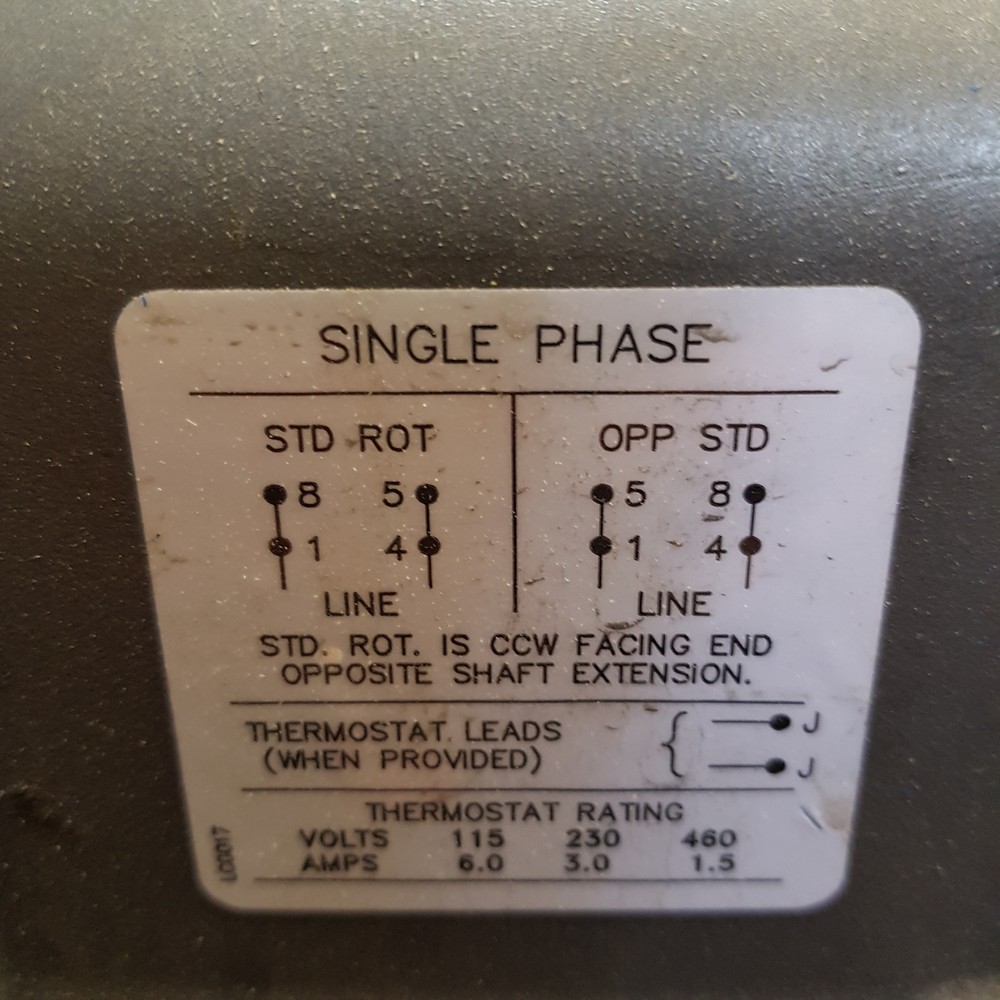 SINGLE PHASE
STD ROT OPP STD
8 5 5 8
1 4 1 4
LINE LINE
STD. ROT. IS CCW FACING END
OPPOSITE SHAFT EXTENSION.
THERMOSTAT LEADS J
(WHEN PROVIDED) J
THERMOSTAT RATING
VOLTS 115 230 460
AMPS 6.0 3.0 1.5